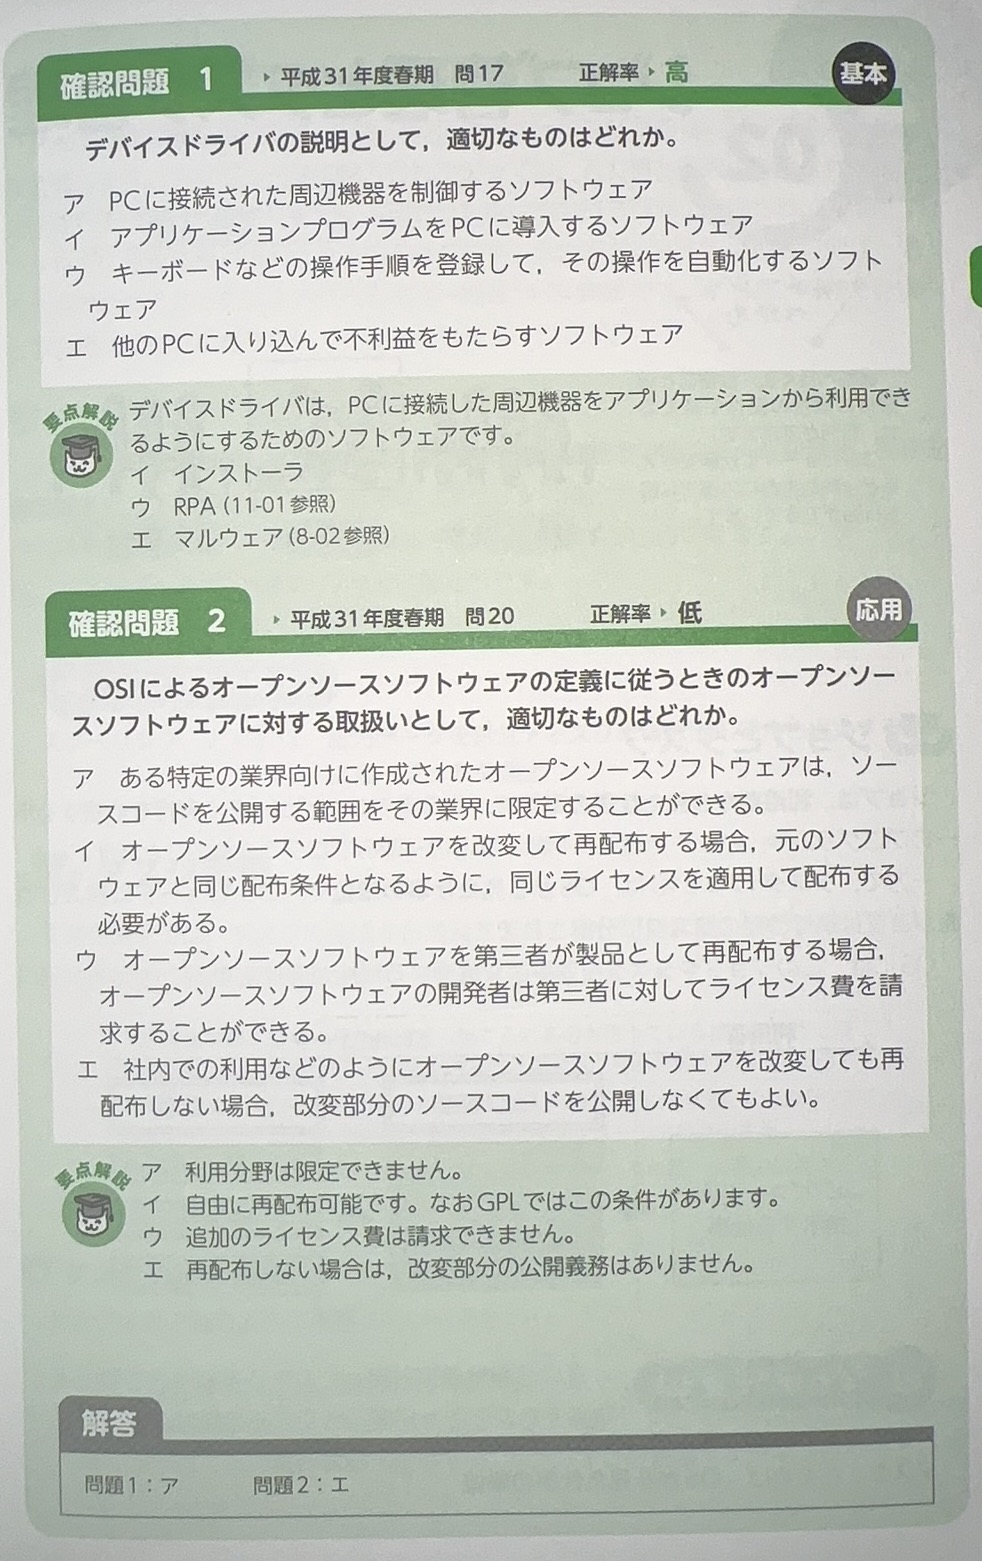 確認問題 1 ▸ 平成31年度春期 問17 正解率 ▸ 高 基本
デバイスドライバの説明として，適切なものはどれか。
ア PCに接続された周辺機器を制御するソフトウェア
イ アプリケーションプログラムをPCに導入するソフトウェア
ウ キーボードなどの操作手順を登録して，その操作を自動化するソフト
ウェア
エ 他のPCに入り込んで不利益をもたらすソフトウェア
要点解説 デバイスドライバは，PCに接続した周辺機器をアプリケーションから利用でき
るようにするためのソフトウェアです。
イ インストーラ
ウ RPA（11-01参照）
エ マルウェア（8-02参照）
確認問題 2 ▸ 平成31年度春期 問20 正解率 ▸ 低 応用
OSIによるオープンソースソフトウェアの定義に従うときのオープンソー
スソフトウェアに対する取扱いとして，適切なものはどれか。
ア ある特定の業界向けに作成されたオープンソースソフトウェアは，ソー
スコードを公開する範囲をその業界に限定することができる。
イ オープンソースソフトウェアを改変して再配布する場合，元のソフト
ウェアと同じ配布条件となるように，同じライセンスを適用して配布する
必要がある。
ウ オープンソースソフトウェアを第三者が製品として再配布する場合，
オープンソースソフトウェアの開発者は第三者に対してライセンス費を請
求することができる。
エ 社内での利用などのようにオープンソースソフトウェアを改変しても再
配布しない場合，改変部分のソースコードを公開しなくてもよい。
要点解説 ア 利用分野は限定できません。
イ 自由に再配布可能です。なおGPLではこの条件があります。
ウ 追加のライセンス費は請求できません。
エ 再配布しない場合は，改変部分の公開義務はありません。
解答
問題1：ア 問題2：エ